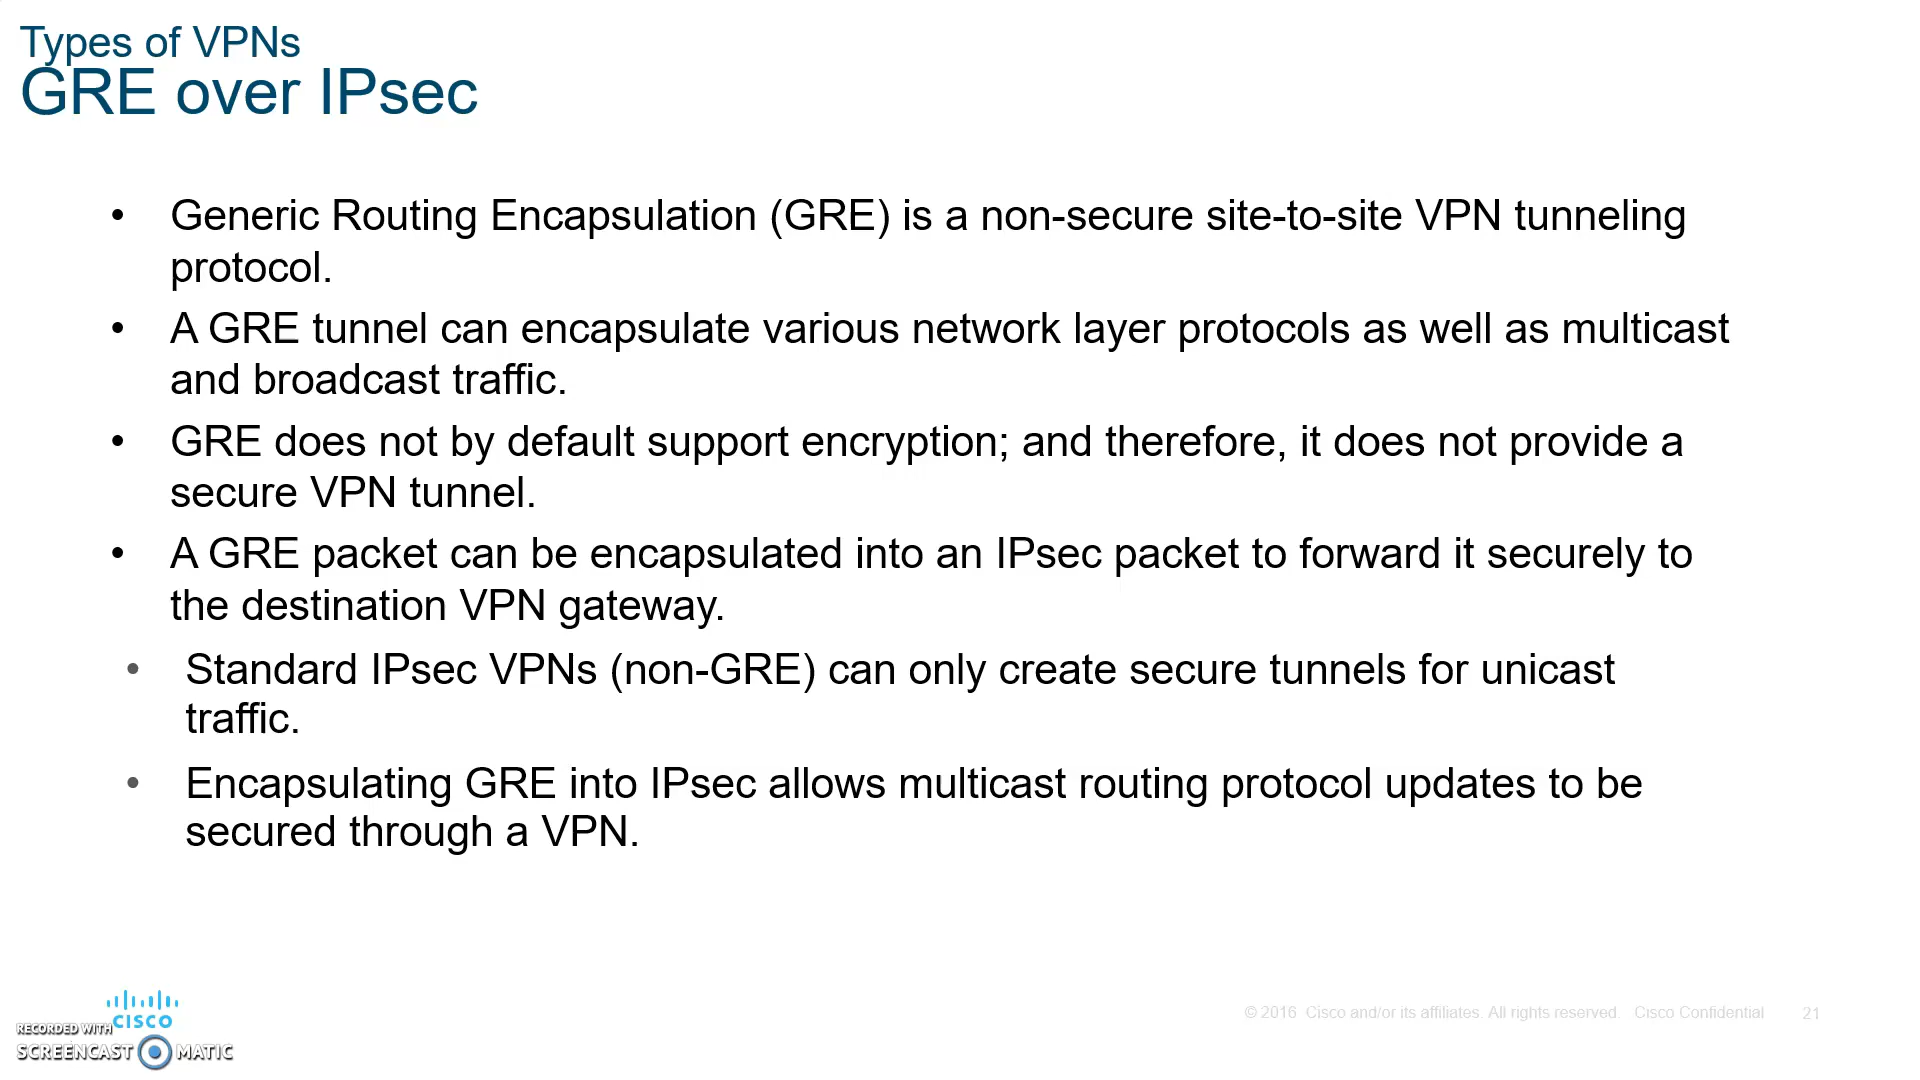 Types of VPNs
GRE over IPsec
• Generic Routing Encapsulation (GRE) is a non-secure site-to-site VPN tunneling
protocol.
• A GRE tunnel can encapsulate various network layer protocols as well as multicast
and broadcast traffic.
• GRE does not by default support encryption; and therefore, it does not provide a
secure VPN tunnel.
• A GRE packet can be encapsulated into an IPsec packet to forward it securely to
the destination VPN gateway.
• Standard IPsec VPNs (non-GRE) can only create secure tunnels for unicast
traffic.
• Encapsulating GRE into IPsec allows multicast routing protocol updates to be
secured through a VPN.
CISCO
RECORDED WITH
SCREENCAST MATIC
© 2016 Cisco and/or its affiliates. All rights reserved. Cisco Confidential 21